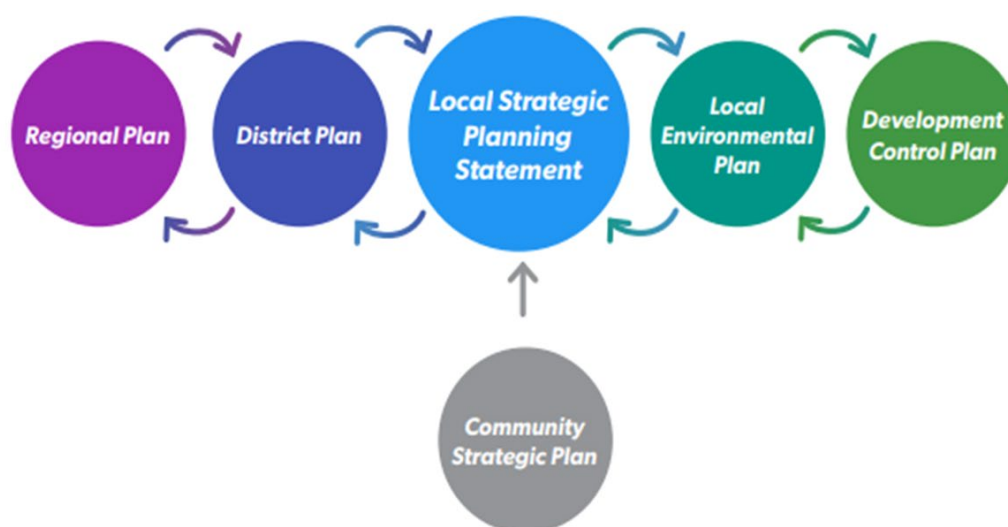 Regional Plan
District Plan
Local Strategic
Planning
Statement
Local
Environmental
Plan
Development
Control Plan
Community
Strategic Plan